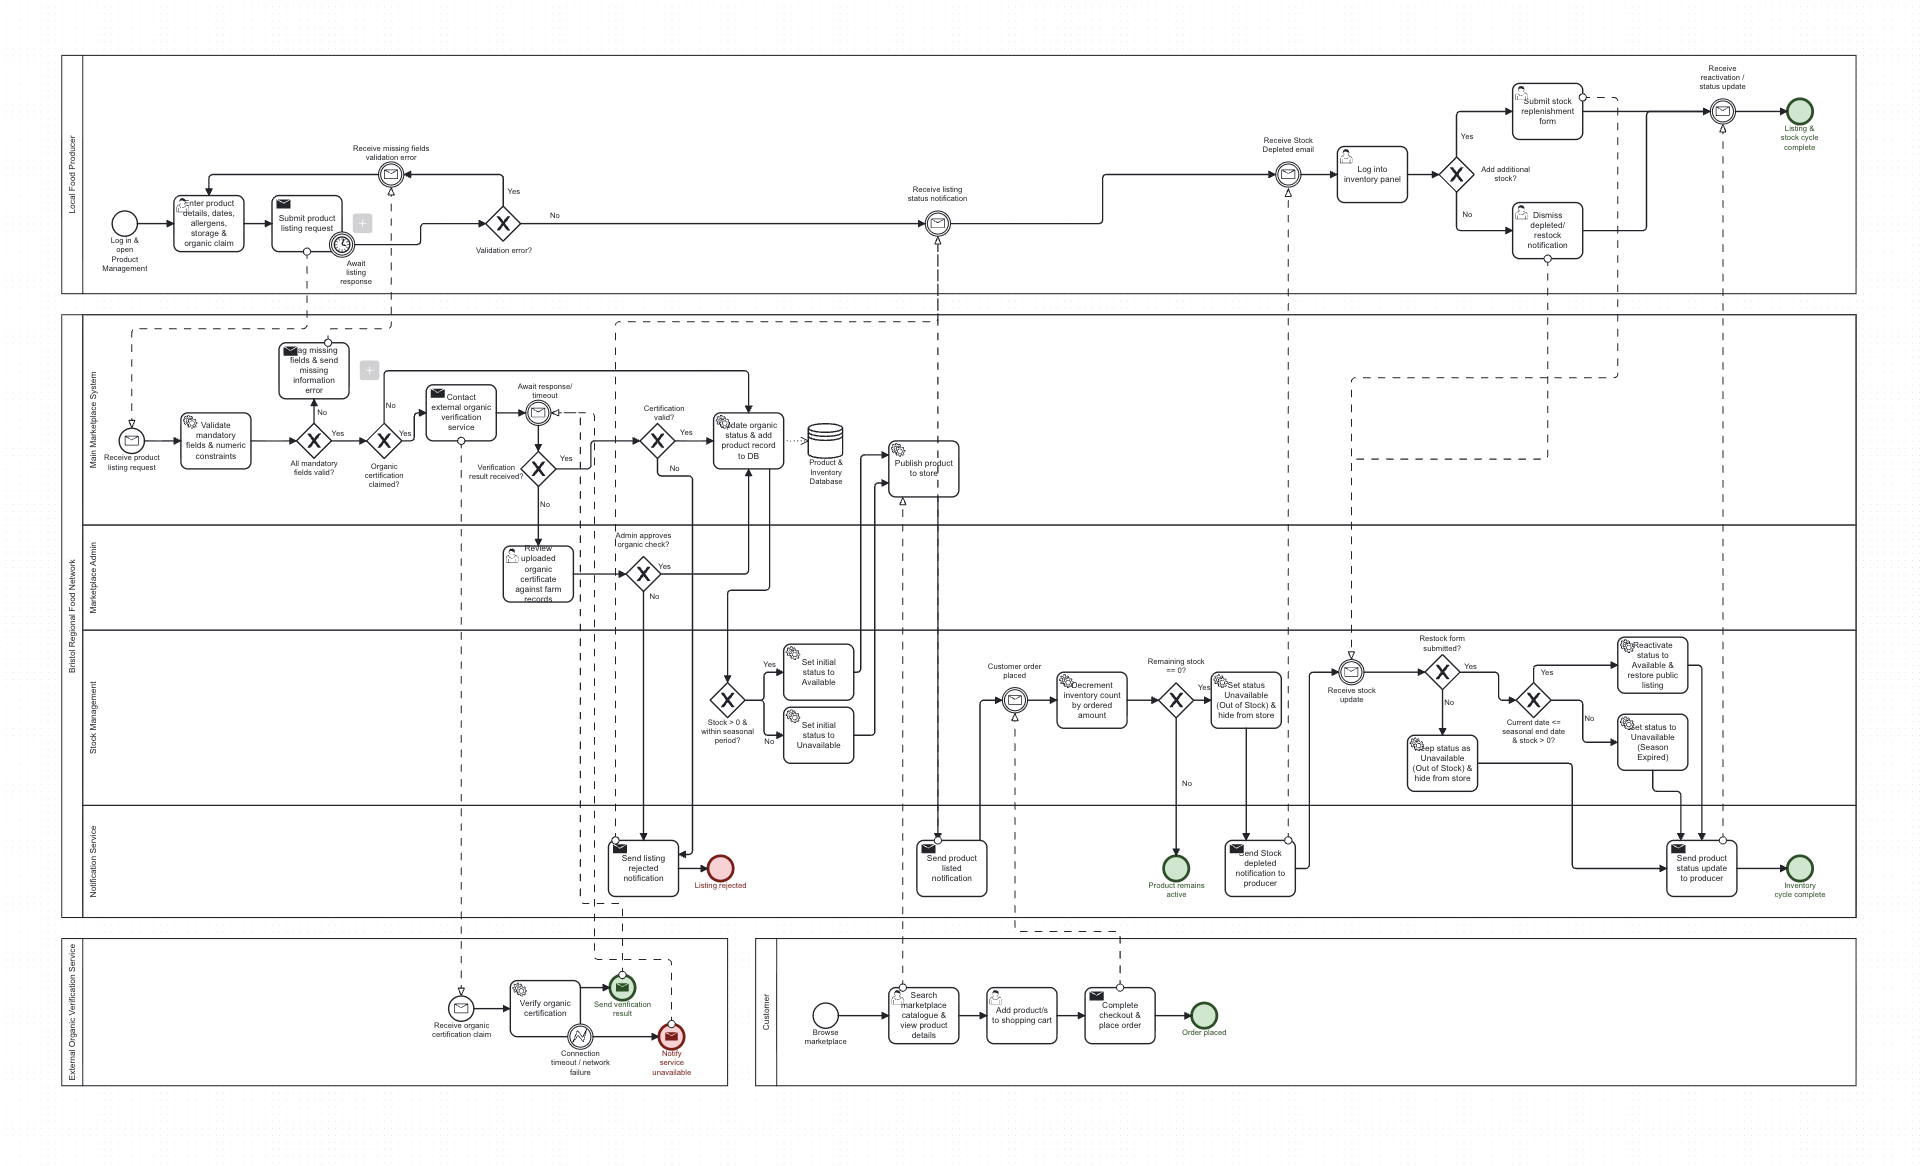 Local Food Producer
Log in &
open
Product
Management
Enter product
details, dates,
allergens,
storage &
organic claim
Submit product
listing request
Await
listing
response
Receive missing fields
validation error
Yes
No
Validation error?
Receive listing
status notification
Receive Stock
Depleted email
Log into
inventory panel
Add additional
stock?
Yes
No
Submit stock
replenishment
form
Dismiss
depleted/
restock
notification
Receive
reactivation /
status update
Listing &
stock cycle
complete
Bristol Regional Food Network
Main Marketplace System
Receive product
listing request
Validate
mandatory
fields & numeric
constraints
missing
fields & send
missing
information
error
No
Yes
All mandatory
fields valid?
No
Yes
Organic
certification
claimed?
Contact
external organic
verification
service
Await response/
timeout
Verification
result received?
Yes
No
Certification
valid?
Yes
No
organic
status & add
product record
to DB
Product &
Inventory
Database
Publish product
to store
Marketplace Admin
Review
uploaded
organic
certificate
against farm
records
Admin approves
organic check?
Yes
No
Stock Management
Stock > 0 &
within seasonal
period?
Yes
No
Set initial
status to
Available
Set initial
status to
Unavailable
Customer order
placed
Decrement
inventory count
by ordered
amount
Remaining stock
== 0?
Yes
No
Set status
Unavailable
(Out of Stock) &
hide from store
Receive stock
update
Restock form
submitted?
Yes
No
Keep status as
Unavailable
(Out of Stock) &
hide from store
Current date <=
seasonal end date
& stock > 0?
Yes
No
Reactivate
status to
Available &
restore public
listing
Set status to
Unavailable
(Season
Expired)
Notification Service
Send listing
rejected
notification
Listing rejected
Send product
listed
notification
Product remains
active
Send Stock
depleted
notification to
producer
Send product
status update
to producer
Inventory
cycle complete
External Organic Verification Service
Receive organic
certification claim
Verify organic
certification
Connection
timeout / network
failure
Send verification
result
Notify
service
unavailable
Customer
Browse
marketplace
Search
marketplace
catalogue &
view product
details
Add product/s
to shopping cart
Complete
checkout &
place order
Order placed